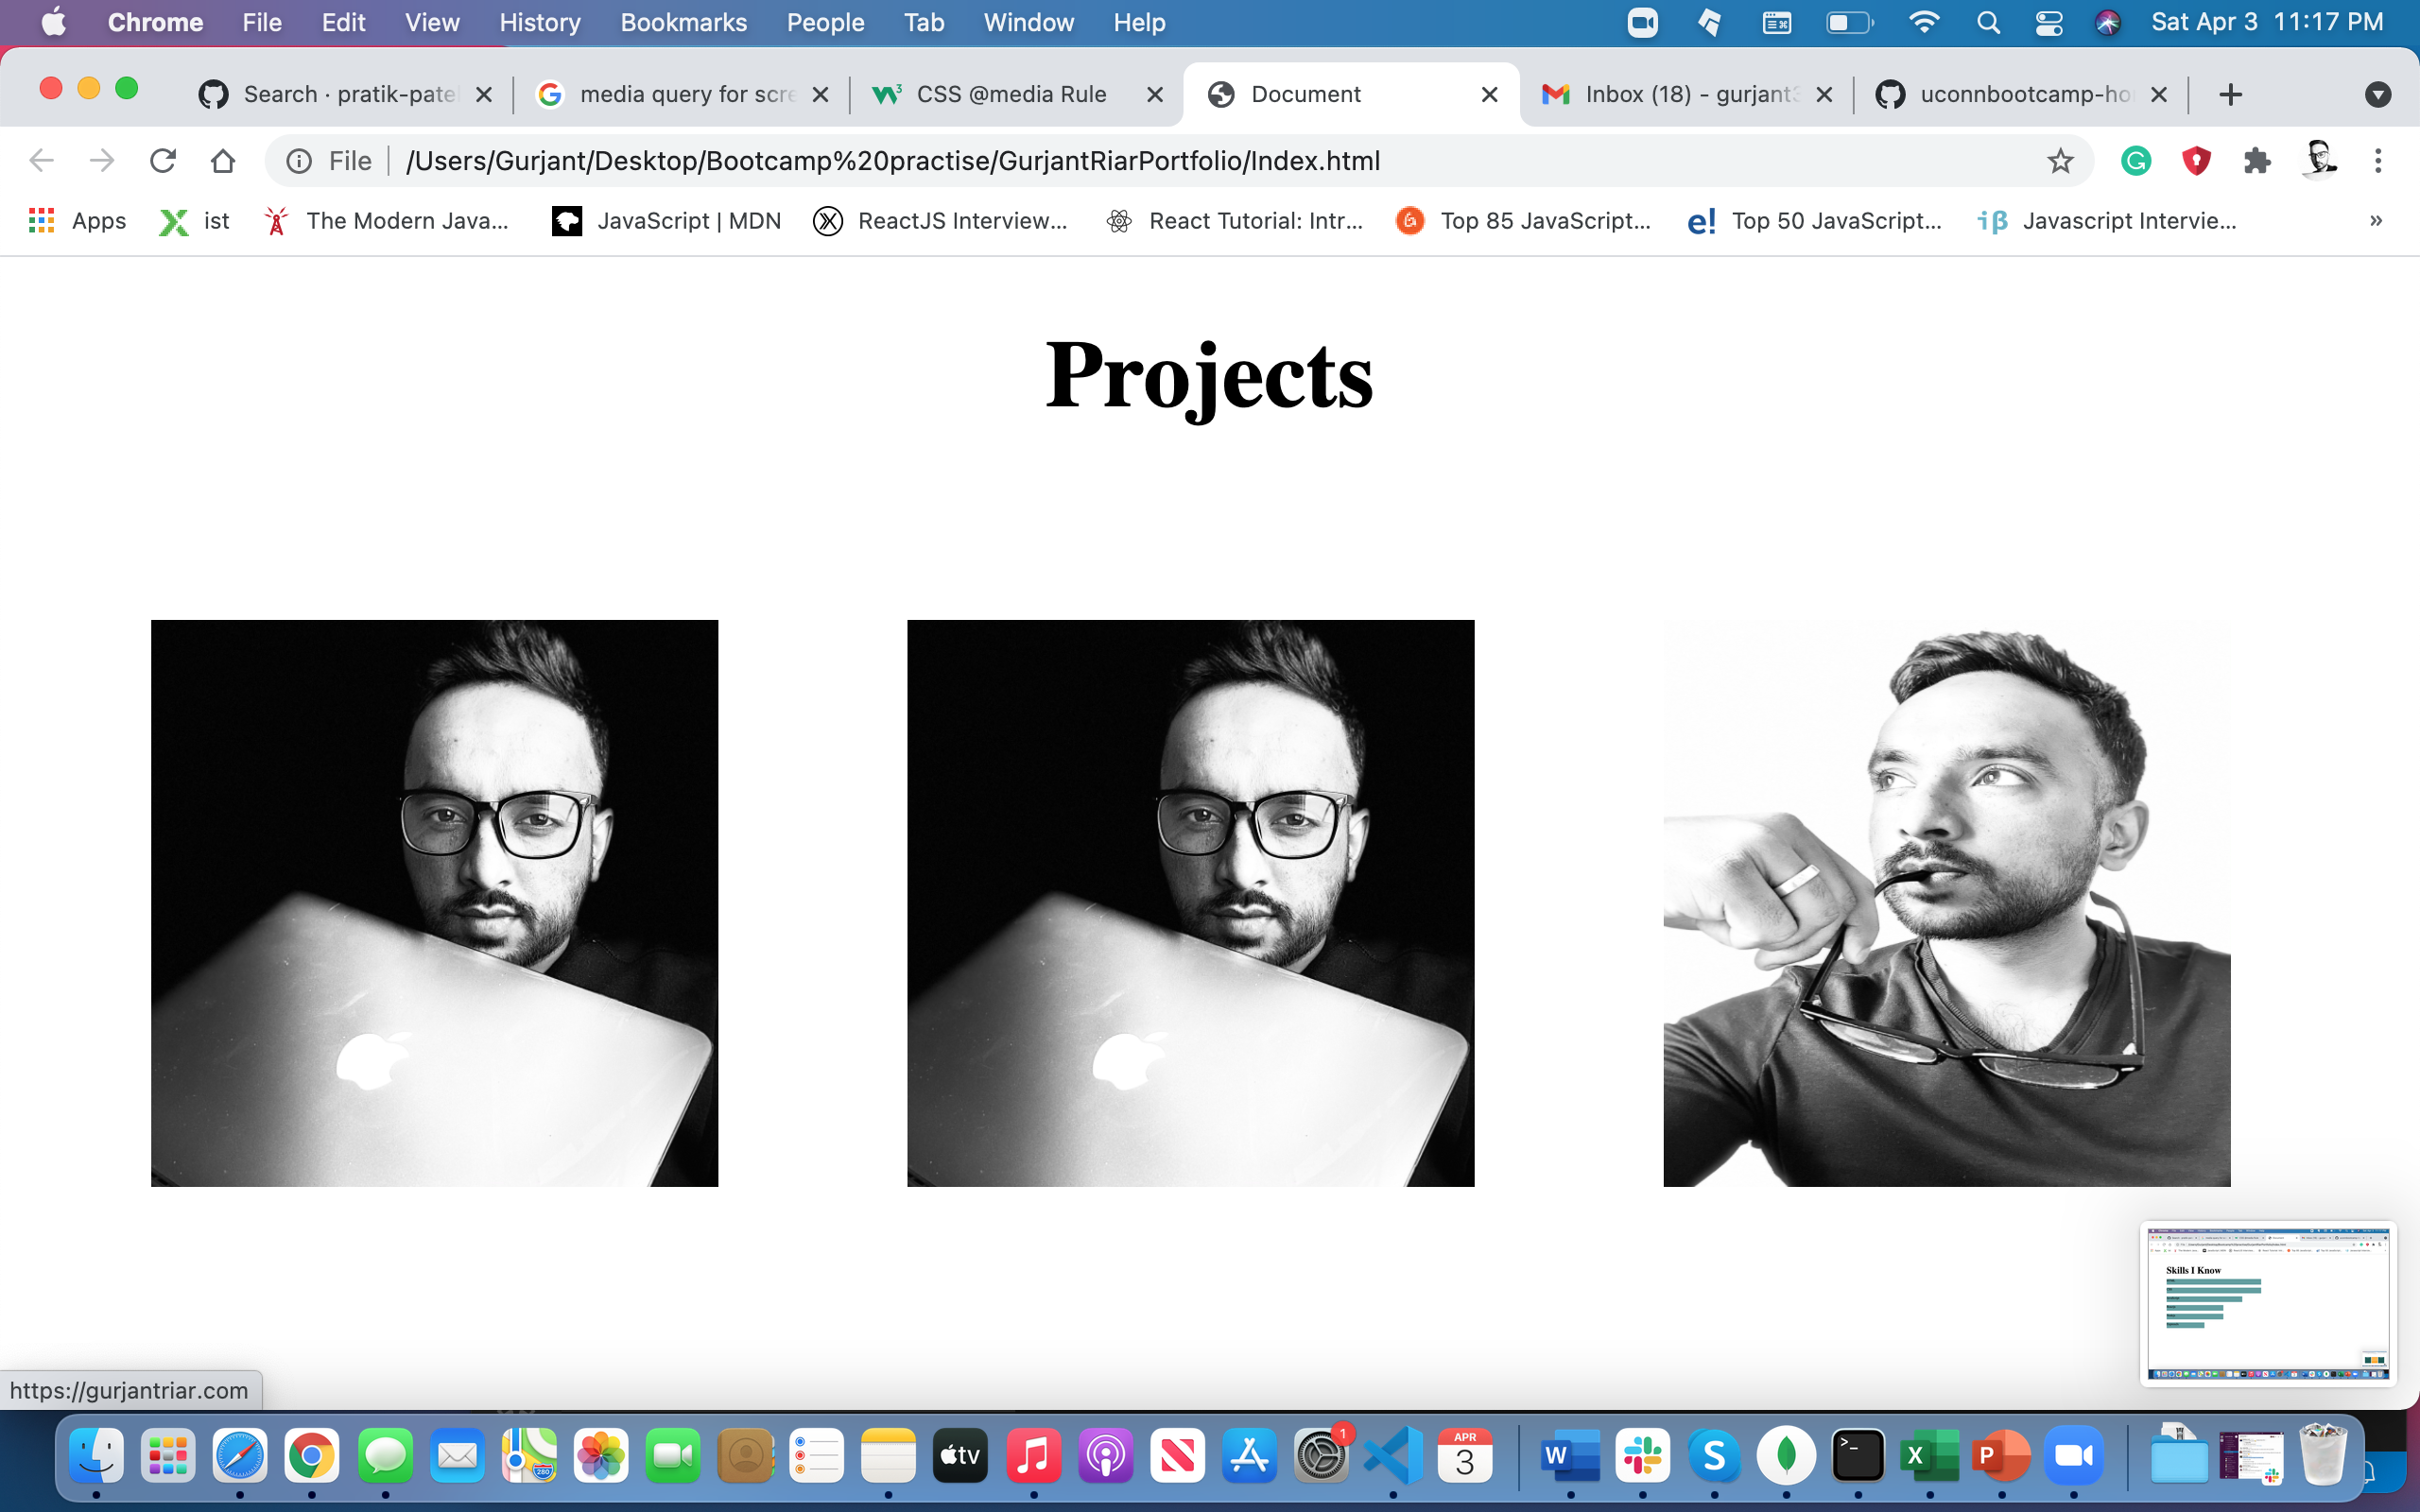 Chrome File Edit View History Bookmarks People Tab Window Help Sat Apr 3 11:17 PM
Search · pratik-pate media query for scre CSS @media Rule Document Inbox (18) - gurjant uconnbootcamp-ho
File /Users/Gurjant/Desktop/Bootcamp%20practise/GurjantRiarPortfolio/Index.html
Apps ist The Modern Java... JavaScript | MDN ReactJS Interview... React Tutorial: Intr... Top 85 JavaScript... Top 50 JavaScript... Javascript Intervie... »
Projects
Skills I Know
https://gurjantriar.com
280 tv 1 APR 3 W S >_ X P